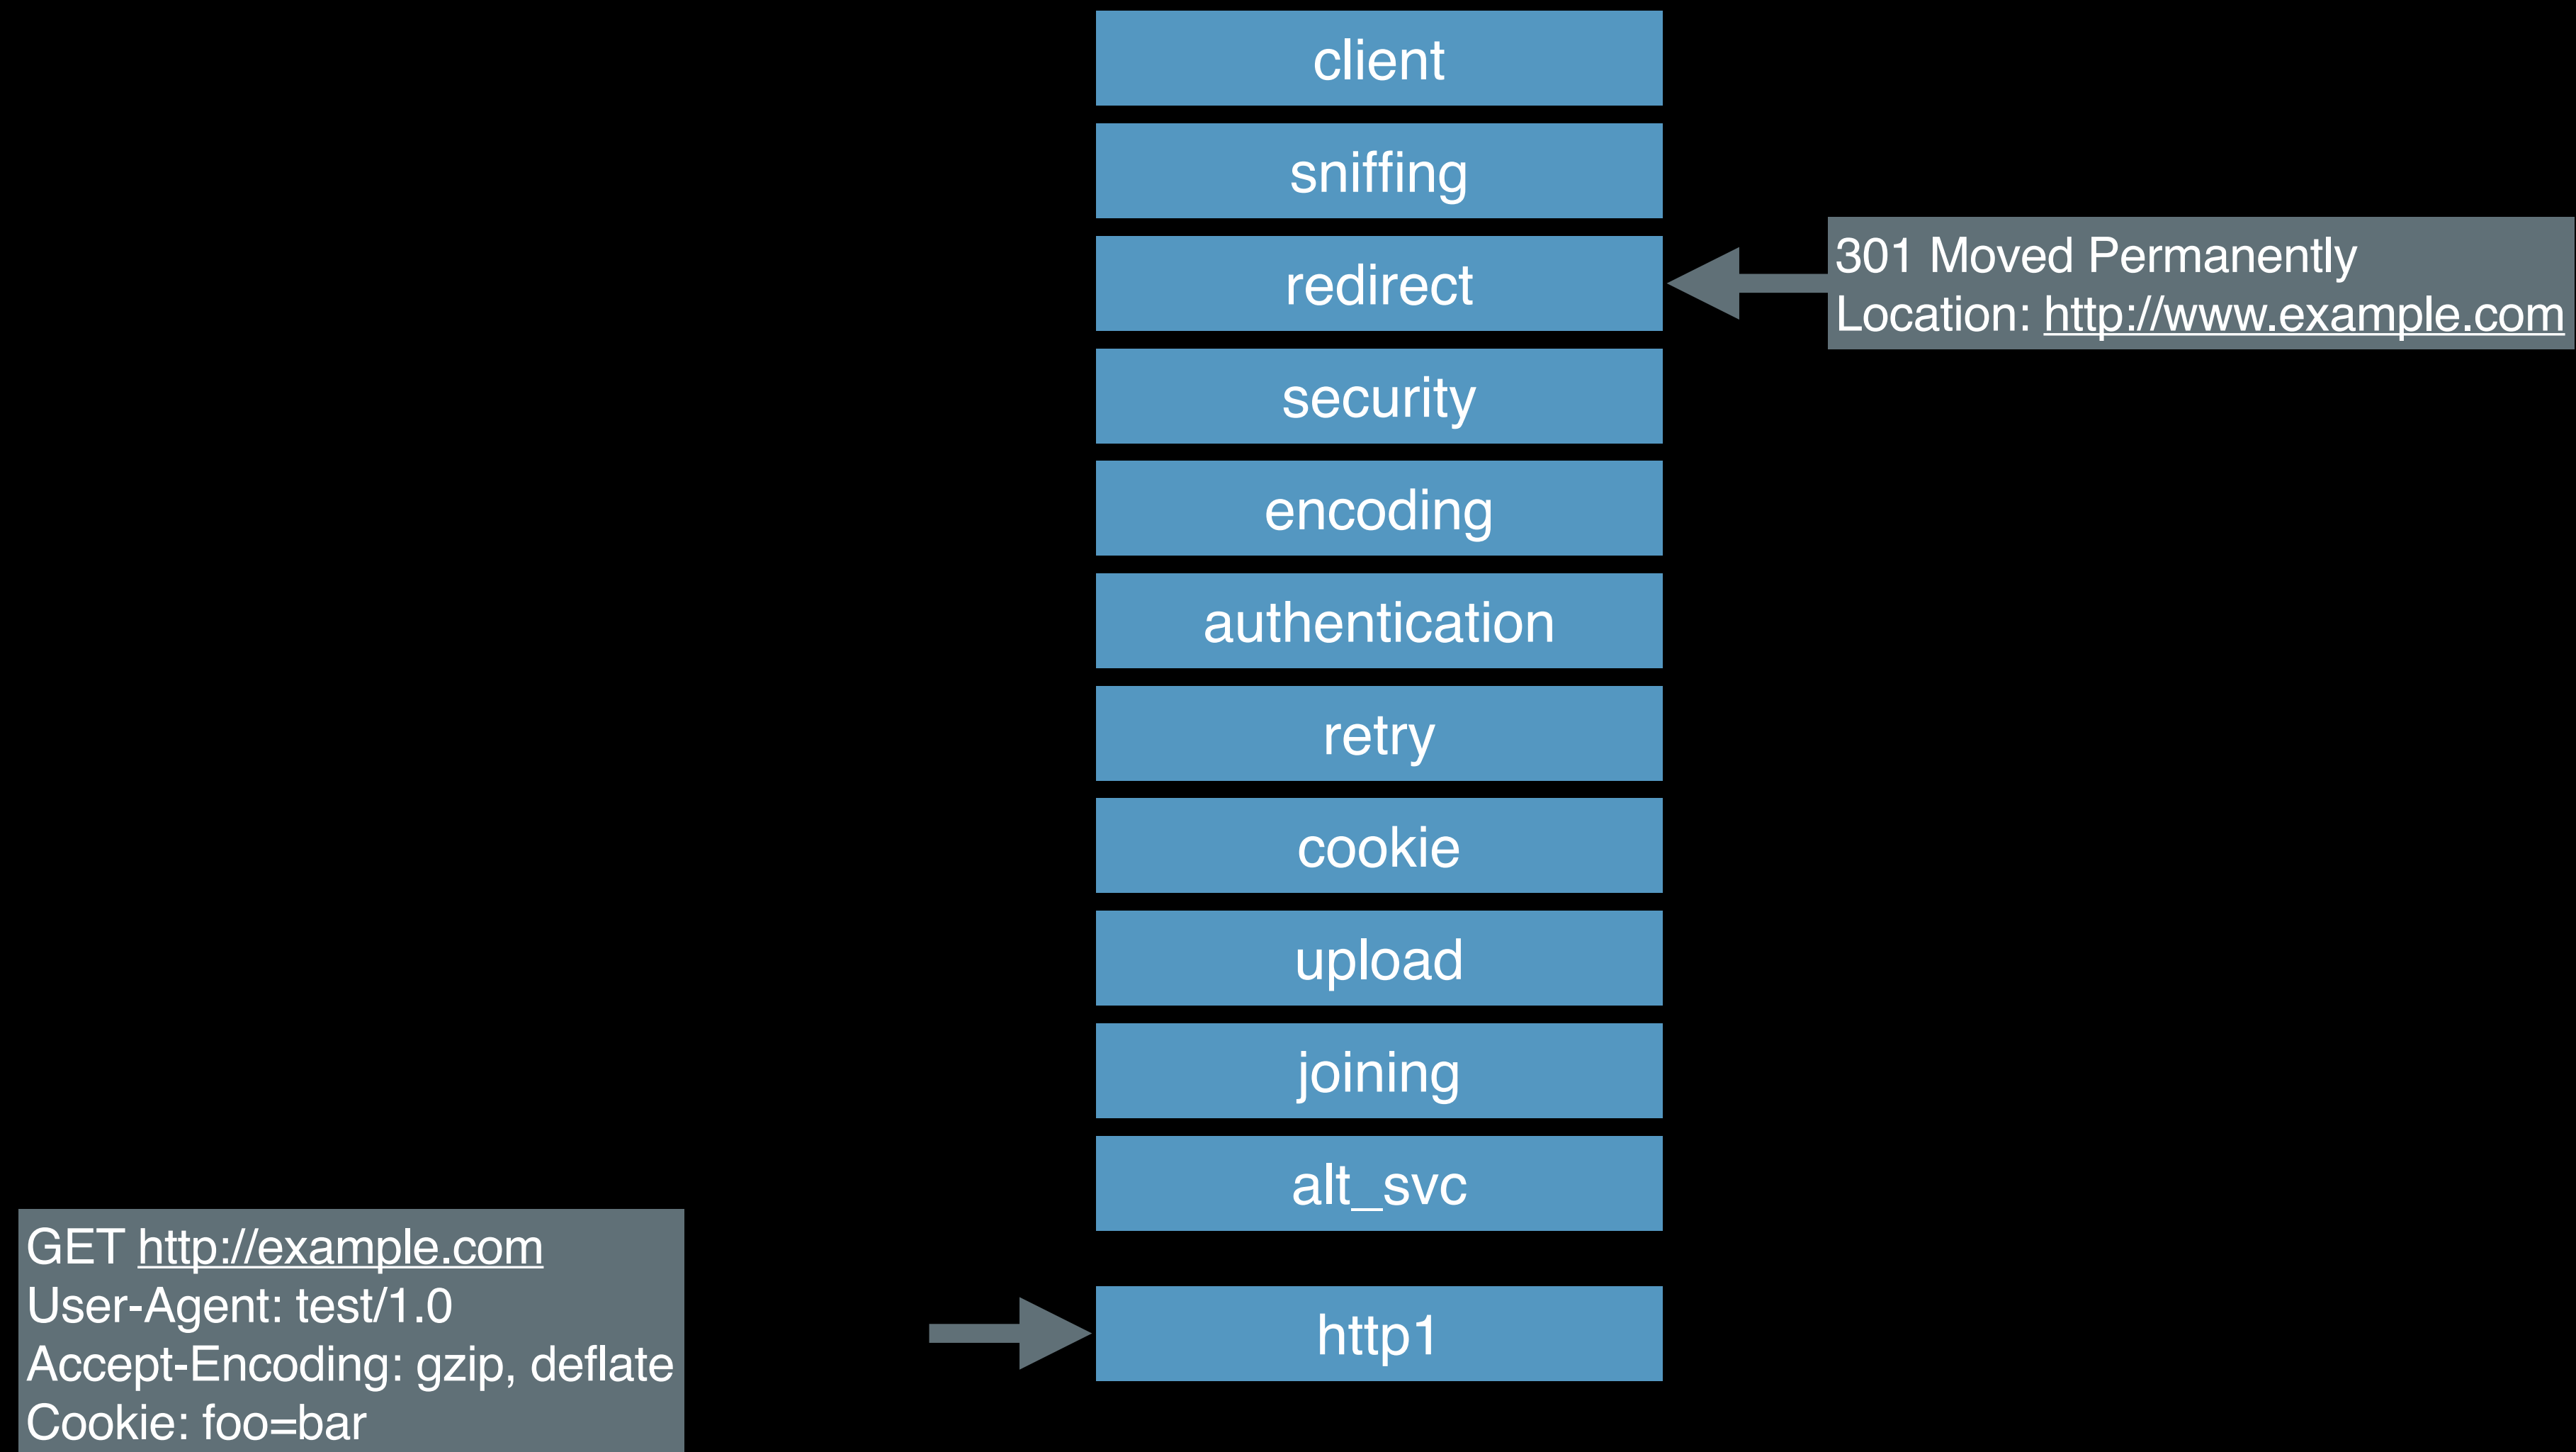 client
sniffing
redirect
301 Moved Permanently
Location: http://www.example.com
security
encoding
authentication
retry
cookie
upload
joining
alt_svc
GET http://example.com
User-Agent: test/1.0
Accept-Encoding: gzip, deflate
Cookie: foo=bar
http1